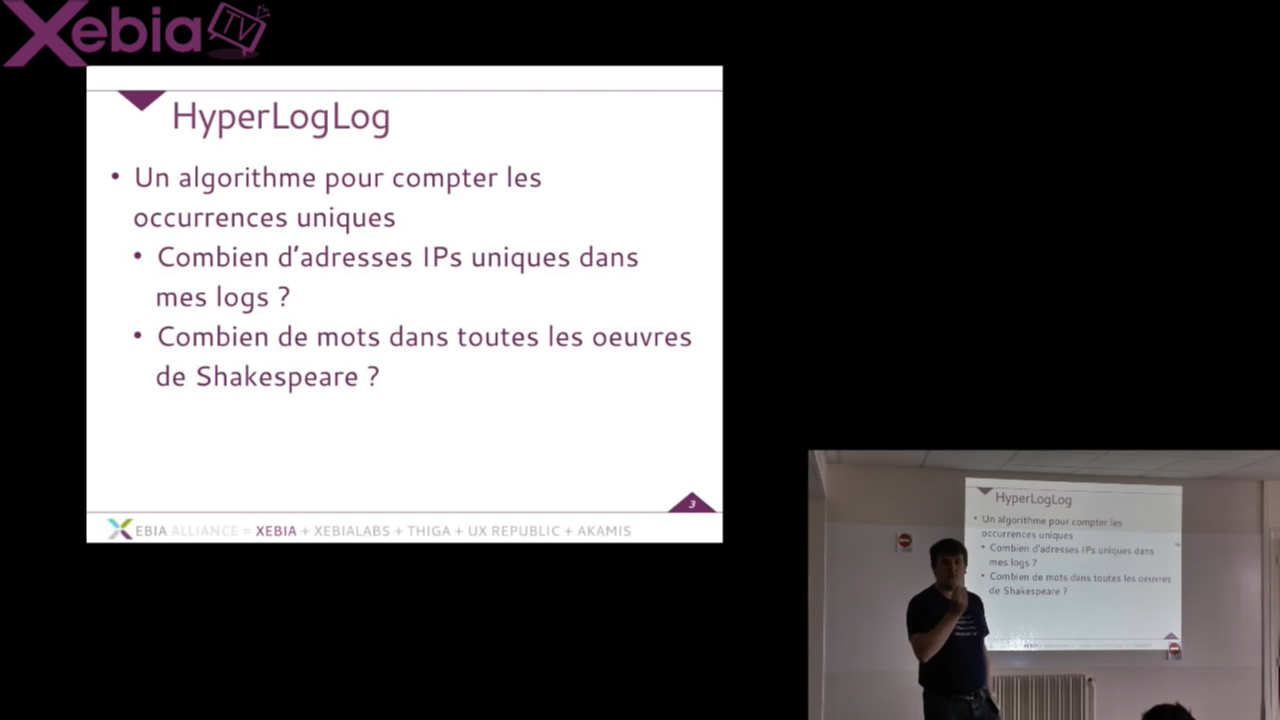 Xebia TV
HyperLogLog
• Un algorithme pour compter les
occurrences uniques
• Combien d'adresses IPs uniques dans
mes logs ?
• Combien de mots dans toutes les oeuvres
de Shakespeare ?
3
XEBIA ALLIANCE = XEBIA + XEBIALABS + THIGA + UX REPUBLIC + AKAMIS
HyperLogLog
• Un algorithme pour compter les
occurrences uniques
• Combien d'adresses IPs uniques dans
mes logs ?
• Combien de mots dans toutes les oeuvres
de Shakespeare ?